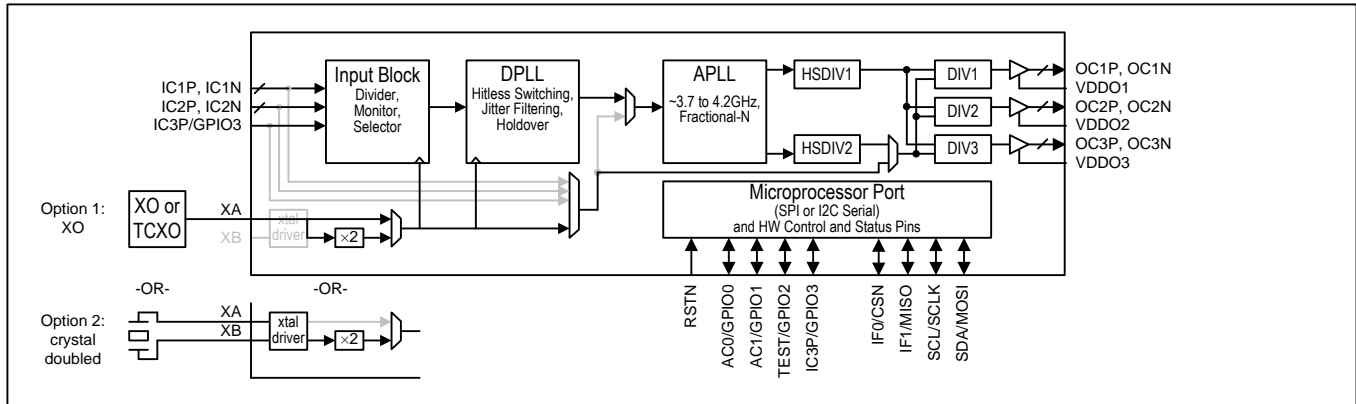 IC1P, IC1N
IC2P, IC2N
IC3P/GPIO3
Input Block
Divider,
Monitor,
Selector
DPLL
Hitless Switching,
Jitter Filtering,
Holdover
APLL
~3.7 to 4.2GHz,
Fractional-N
HSDIV1
HSDIV2
DIV1
DIV2
DIV3
OC1P, OC1N
VDDO1
OC2P, OC2N
VDDO2
OC3P, OC3N
VDDO3
Option 1:
XO
XO or
TCXO
XA
XB
xtal
driver
×2
Microprocessor Port
(SPI or I2C Serial)
and HW Control and Status Pins
RSTN
AC0/GPIO0
AC1/GPIO1
TEST/GPIO2
IC3P/GPIO3
IF0/CSN
IF1/MISO
SCL/SCLK
SDA/MOSI
-OR-
-OR-
Option 2:
crystal
doubled
XA
XB
xtal
driver
×2